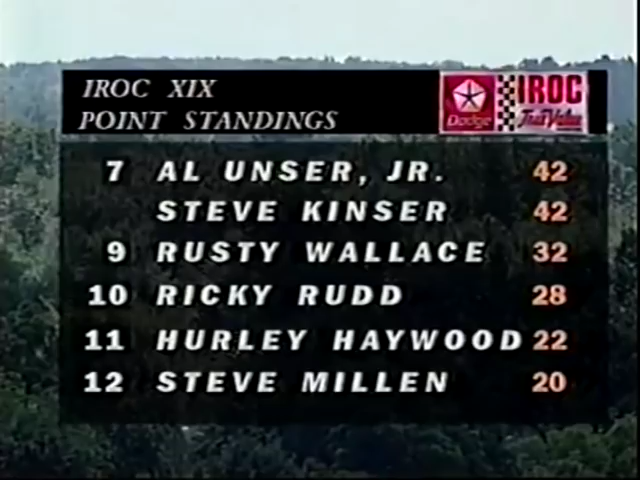 IROC XIX
POINT STANDINGS
Dodge
IROC
True Value
7 AL UNSER, JR. 42
STEVE KINSER 42
9 RUSTY WALLACE 32
10 RICKY RUDD 28
11 HURLEY HAYWOOD 22
12 STEVE MILLEN 20